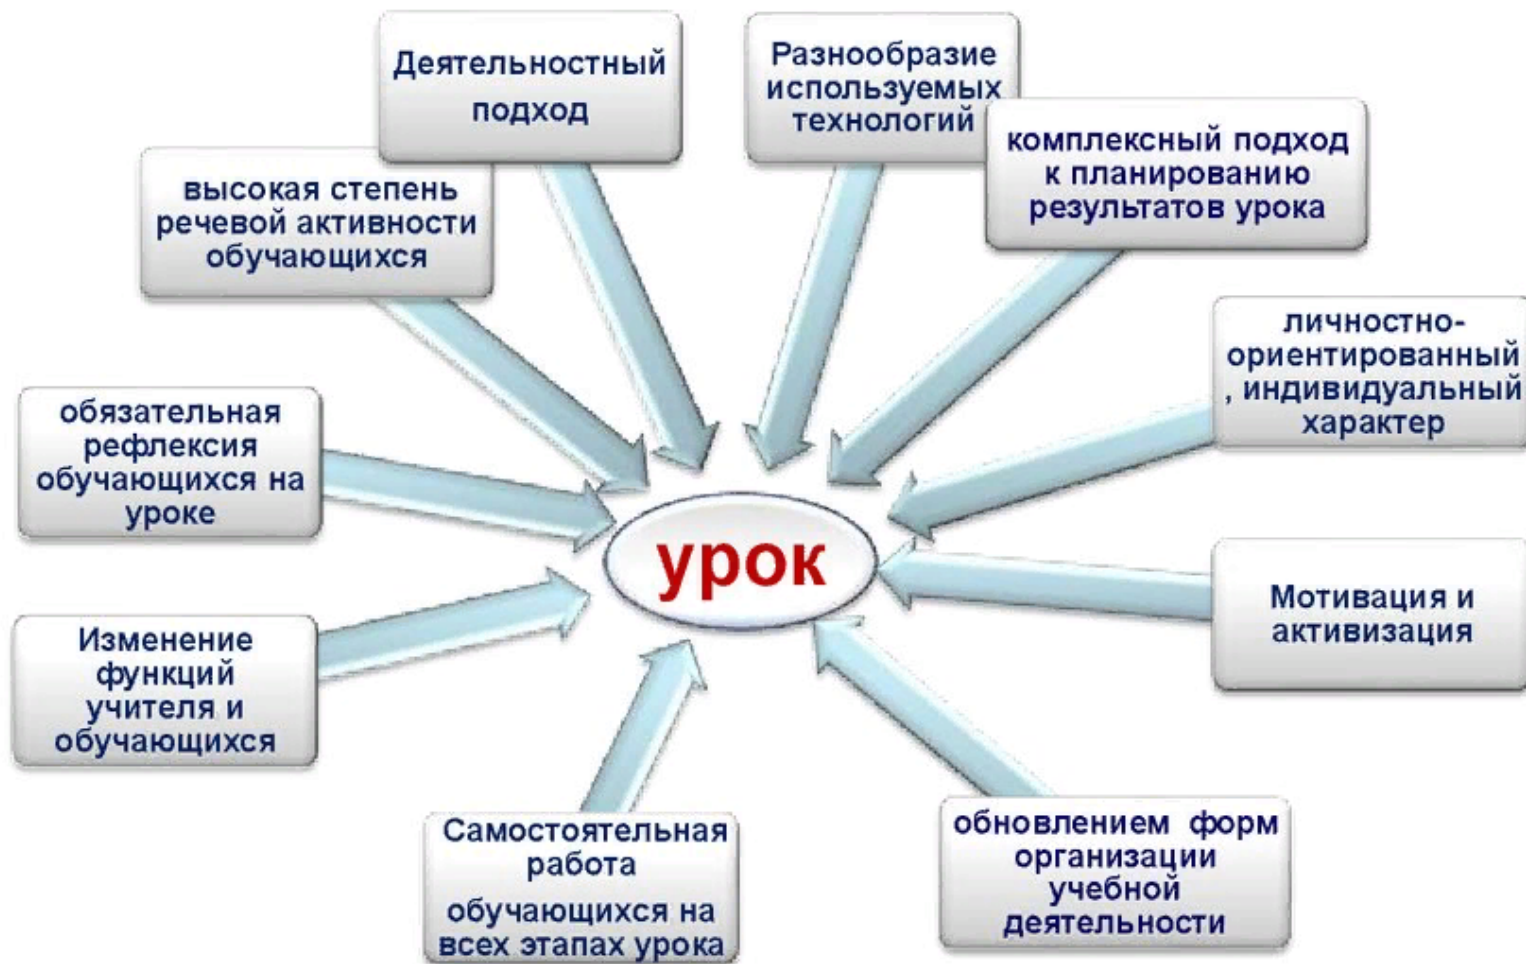 Деятельностный
подход
Разнообразие
используемых
технологий
комплексный подход
к планированию
результатов урока
высокая степень
речевой активности
обучающихся
личностно-
ориентированный
, индивидуальный
характер
обязательная
рефлексия
обучающихся на
уроке
урок
Мотивация и
активизация
Изменение
функций
учителя и
обучающихся
Самостоятельная
работа
обучающихся на
всех этапах урока
обновлением форм
организации
учебной
деятельности